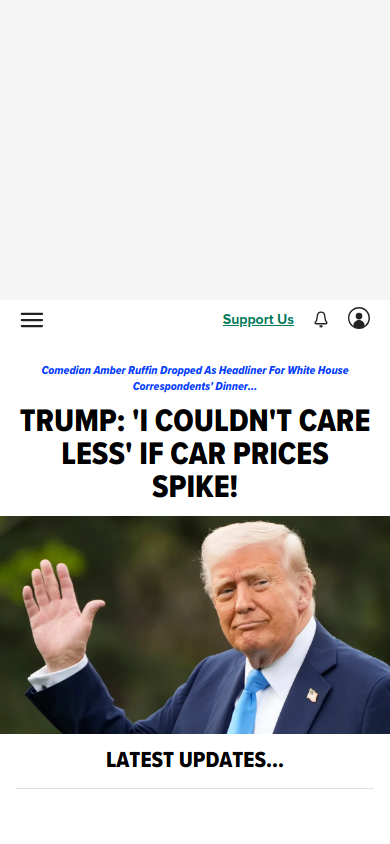 Support Us
Comedian Amber Ruffin Dropped As Headliner For White House
Correspondents' Dinner...
TRUMP: 'I COULDN'T CARE
LESS' IF CAR PRICES
SPIKE!
LATEST UPDATES...